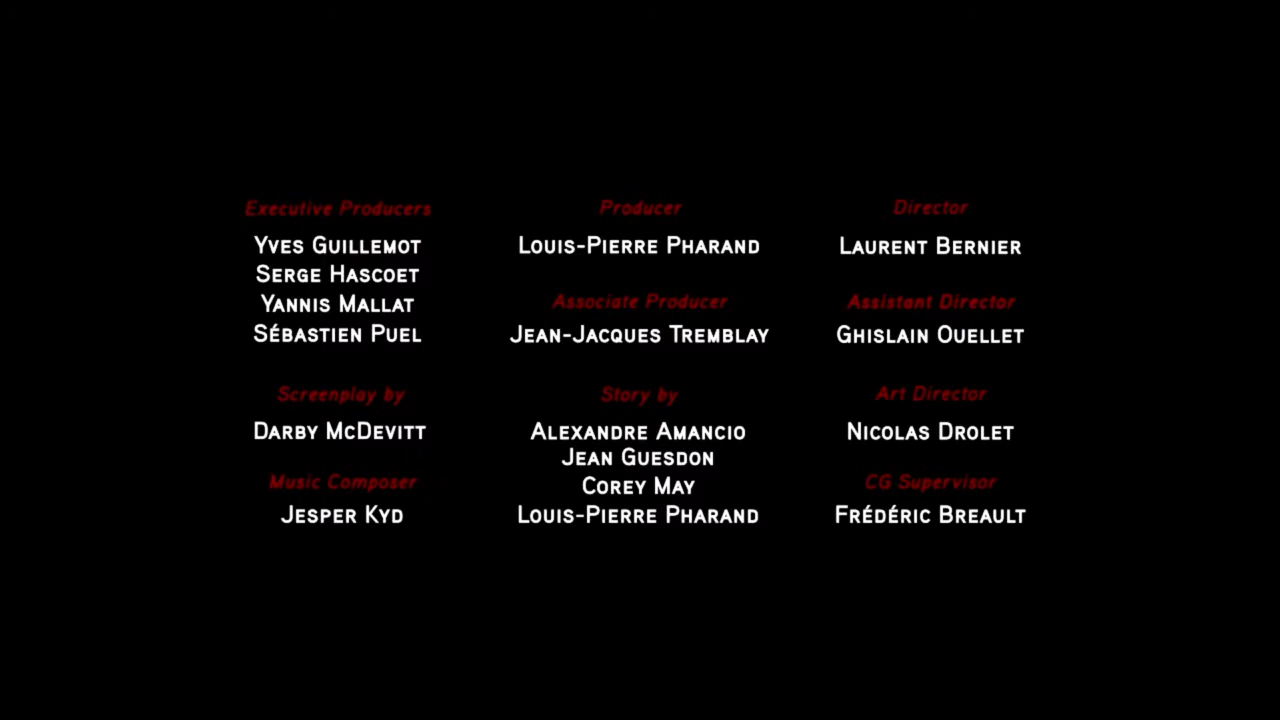 Executive Producers
Yves Guillemot
Serge Hascoet
Yannis Mallat
Sébastien Puel
Producer
Louis-Pierre Pharand
Associate Producer
Jean-Jacques Tremblay
Director
Laurent Bernier
Assistant Director
Ghislain Ouellet
Screenplay by
Darby McDevitt
Music Composer
Jesper Kyd
Story by
Alexandre Amancio
Jean Guesdon
Corey May
Louis-Pierre Pharand
Art Director
Nicolas Drolet
CG Supervisor
Frédéric Breault